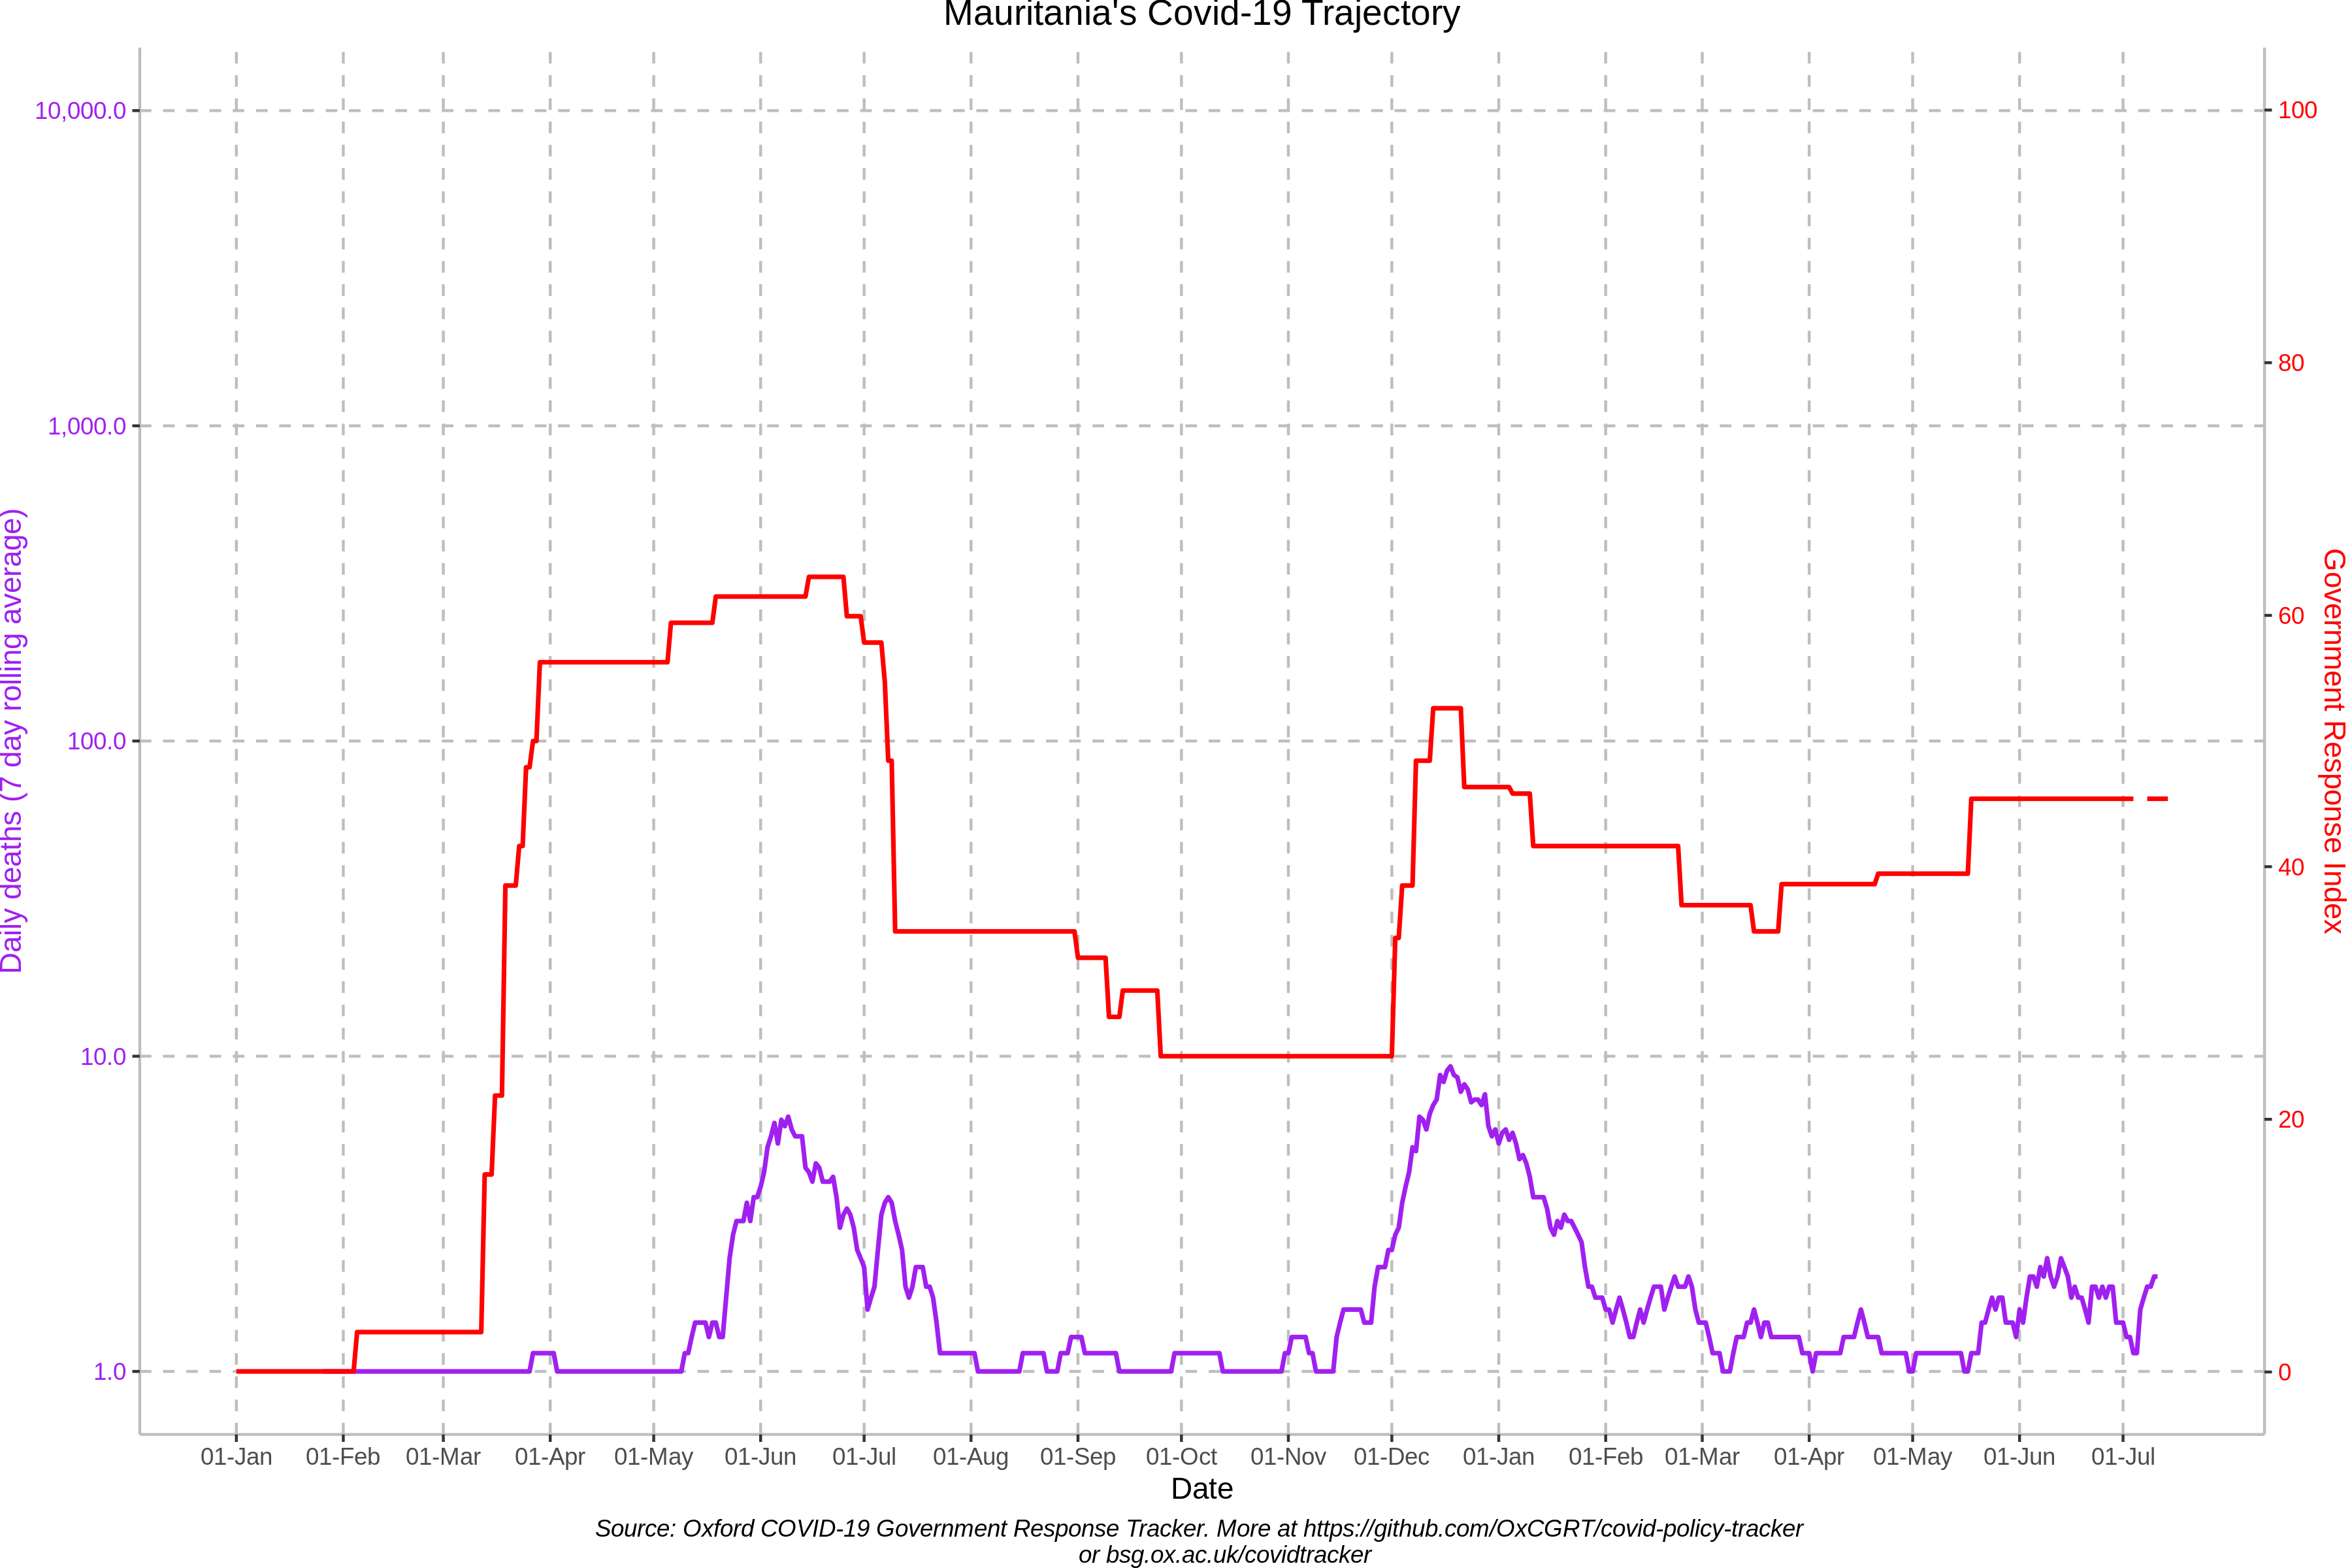 Mauritania's Covid-19 Trajectory
10,000.0
1,000.0
100.0
10.0
1.0
Daily deaths (7 day rolling average)
100
80
60
40
20
0
Government Response Index
01-Jan 01-Feb 01-Mar 01-Apr 01-May 01-Jun 01-Jul 01-Aug 01-Sep 01-Oct 01-Nov 01-Dec 01-Jan 01-Feb 01-Mar 01-Apr 01-May 01-Jun 01-Jul
Date
Source: Oxford COVID-19 Government Response Tracker. More at https://github.com/OxCGRT/covid-policy-tracker
or bsg.ox.ac.uk/covidtracker